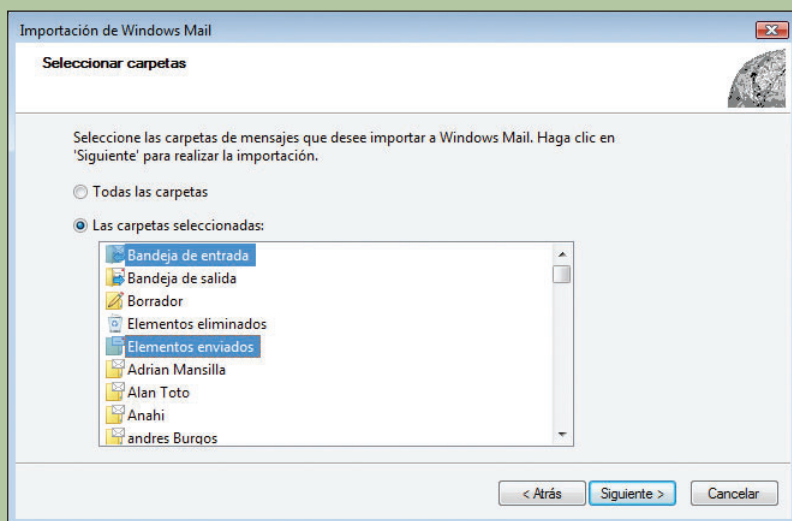 Importación de Windows Mail
Seleccionar carpetas
Seleccione las carpetas de mensajes que desee importar a Windows Mail. Haga clic en
'Siguiente' para realizar la importación.
Todas las carpetas
Las carpetas seleccionadas:
Bandeja de entrada
Bandeja de salida
Borrador
Elementos eliminados
Elementos enviados
Adrian Mansilla
Alan Toto
Anahi
andres Burgos
< Atrás
Siguiente >
Cancelar